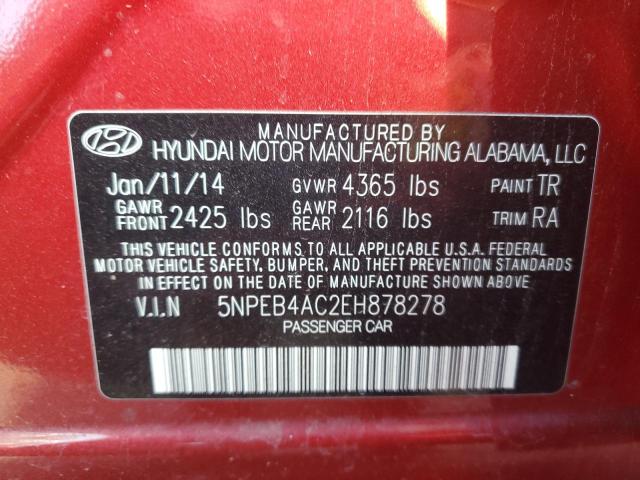 MANUFACTURED BY
HYUNDAI MOTOR MANUFACTURING ALABAMA, LLC
Jan/11/14 GVWR 4365 lbs PAINT TR
GAWR FRONT 2425 lbs GAWR REAR 2116 lbs TRIM RA
THIS VEHICLE CONFORMS TO ALL APPLICABLE U.S.A. FEDERAL
MOTOR VEHICLE SAFETY, BUMPER, AND THEFT PREVENTION
STANDARDS IN EFFECT ON THE DATE OF MANUFACTURE SHOWN ABOVE.
V.I.N 5NPEB4AC2EH878278
PASSENGER CAR